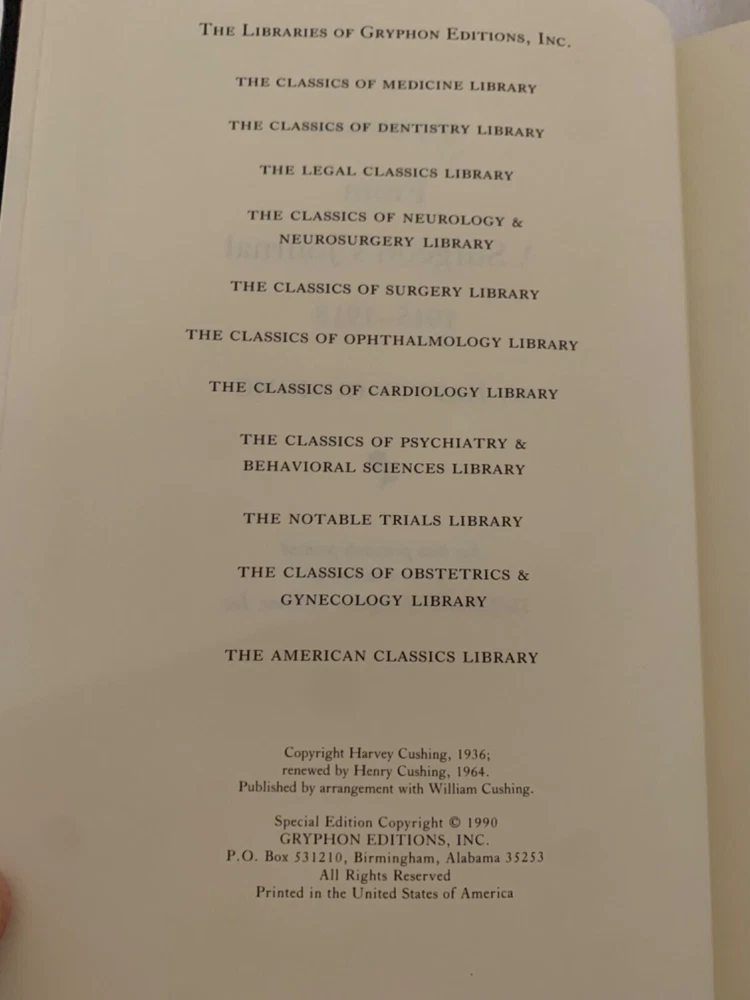 THE LIBRARIES OF GRYPHON EDITIONS, INC.
THE CLASSICS OF MEDICINE LIBRARY
THE CLASSICS OF DENTISTRY LIBRARY
THE LEGAL CLASSICS LIBRARY
THE CLASSICS OF NEUROLOGY &
NEUROSURGERY LIBRARY
THE CLASSICS OF SURGERY LIBRARY
THE CLASSICS OF OPHTHALMOLOGY LIBRARY
THE CLASSICS OF CARDIOLOGY LIBRARY
THE CLASSICS OF PSYCHIATRY &
BEHAVIORAL SCIENCES LIBRARY
THE NOTABLE TRIALS LIBRARY
THE CLASSICS OF OBSTETRICS &
GYNECOLOGY LIBRARY
THE AMERICAN CLASSICS LIBRARY
Copyright Harvey Cushing, 1936;
renewed by Henry Cushing, 1964.
Published by arrangement with William Cushing.
Special Edition Copyright © 1990
GRYPHON EDITIONS, INC.
P.O. Box 531210, Birmingham, Alabama 35253
All Rights Reserved
Printed in the United States of America